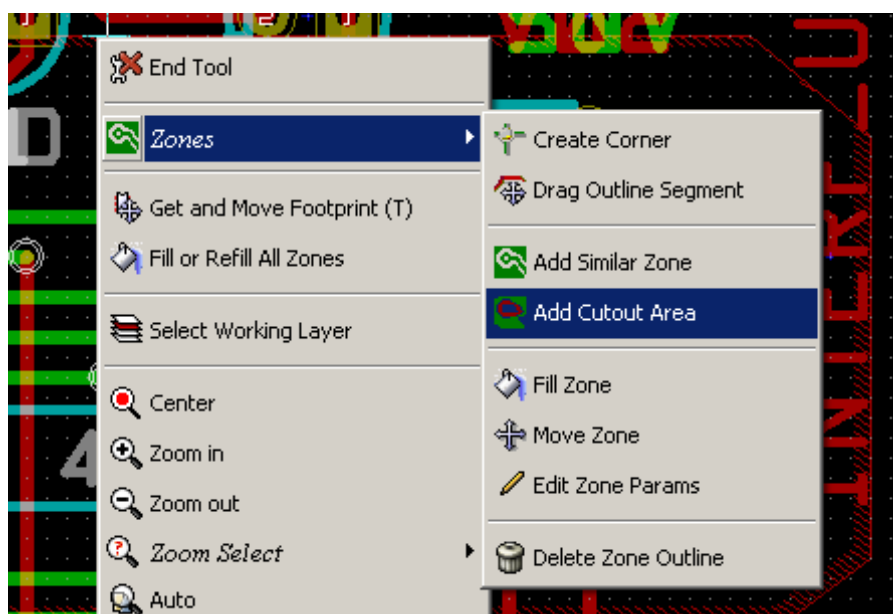 End Tool
Zones
Get and Move Footprint (T)
Fill or Refill All Zones
Select Working Layer
Center
Zoom in
Zoom out
Zoom Select
Auto
Create Corner
Drag Outline Segment
Add Similar Zone
Add Cutout Area
Fill Zone
Move Zone
Edit Zone Params
Delete Zone Outline